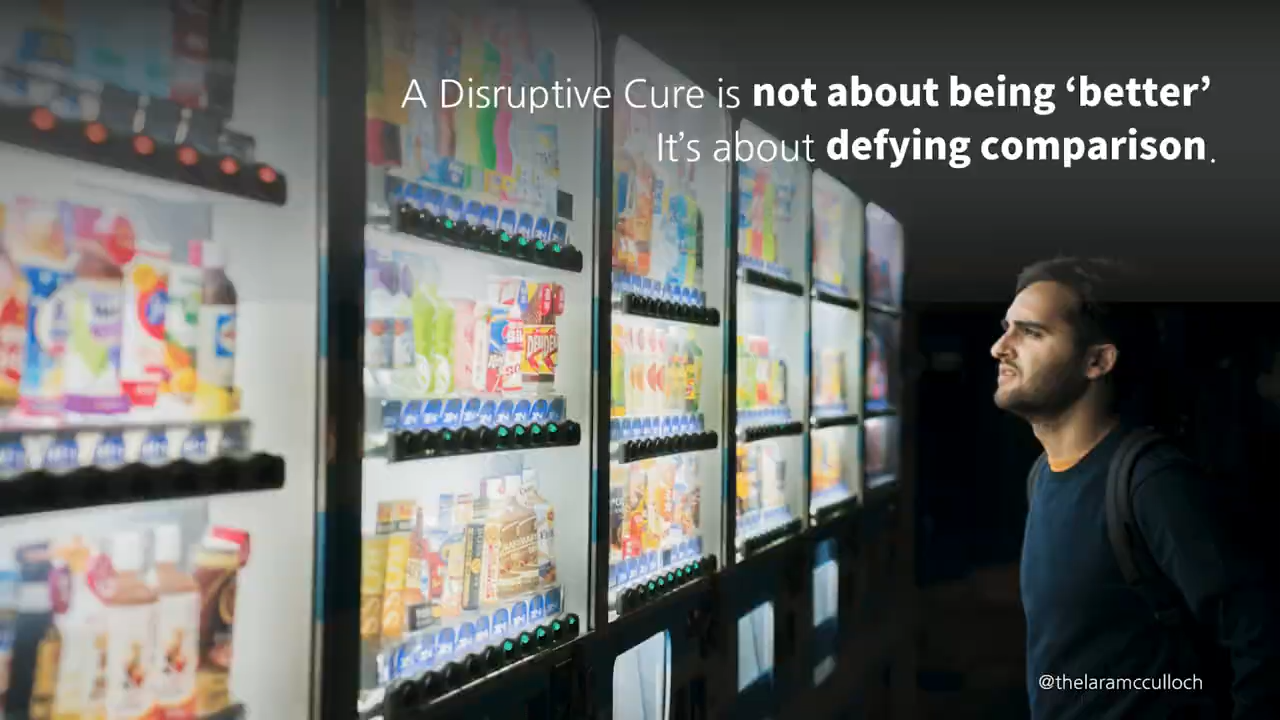 A Disruptive Cure is not about being ‘better’
It’s about defying comparison.
@thelaramcculloch